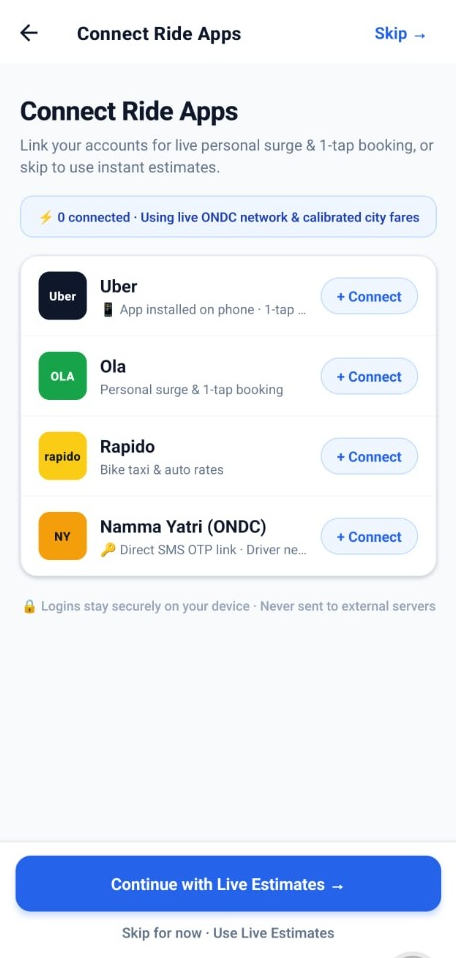 Connect Ride Apps
Skip →
Connect Ride Apps
Link your accounts for live personal surge & 1-tap booking, or
skip to use instant estimates.
⚡ 0 connected · Using live ONDC network & calibrated city fares
Uber
Uber
📱 App installed on phone · 1-tap ...
+ Connect
OLA
Ola
Personal surge & 1-tap booking
+ Connect
rapido
Rapido
Bike taxi & auto rates
+ Connect
NY
Namma Yatri (ONDC)
🔑 Direct SMS OTP link · Driver ne...
+ Connect
🔒 Logins stay securely on your device · Never sent to external servers
Continue with Live Estimates →
Skip for now · Use Live Estimates